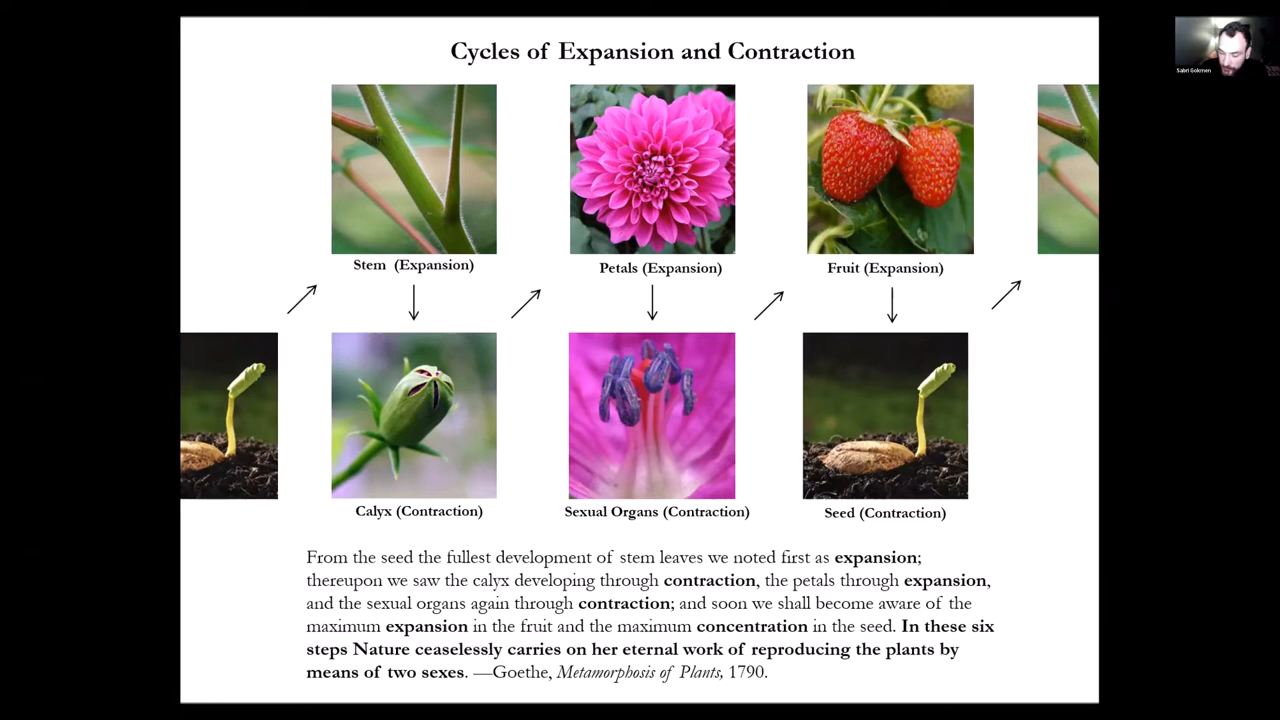 Cycles of Expansion and Contraction
Sabri Gokmen
Stem (Expansion)
Petals (Expansion)
Fruit (Expansion)
Calyx (Contraction)
Sexual Organs (Contraction)
Seed (Contraction)
From the seed the fullest development of stem leaves we noted first as expansion;
thereupon we saw the calyx developing through contraction, the petals through expansion,
and the sexual organs again through contraction; and soon we shall become aware of the
maximum expansion in the fruit and the maximum concentration in the seed. In these six
steps Nature ceaselessly carries on her eternal work of reproducing the plants by
means of two sexes. —Goethe, Metamorphosis of Plants, 1790.